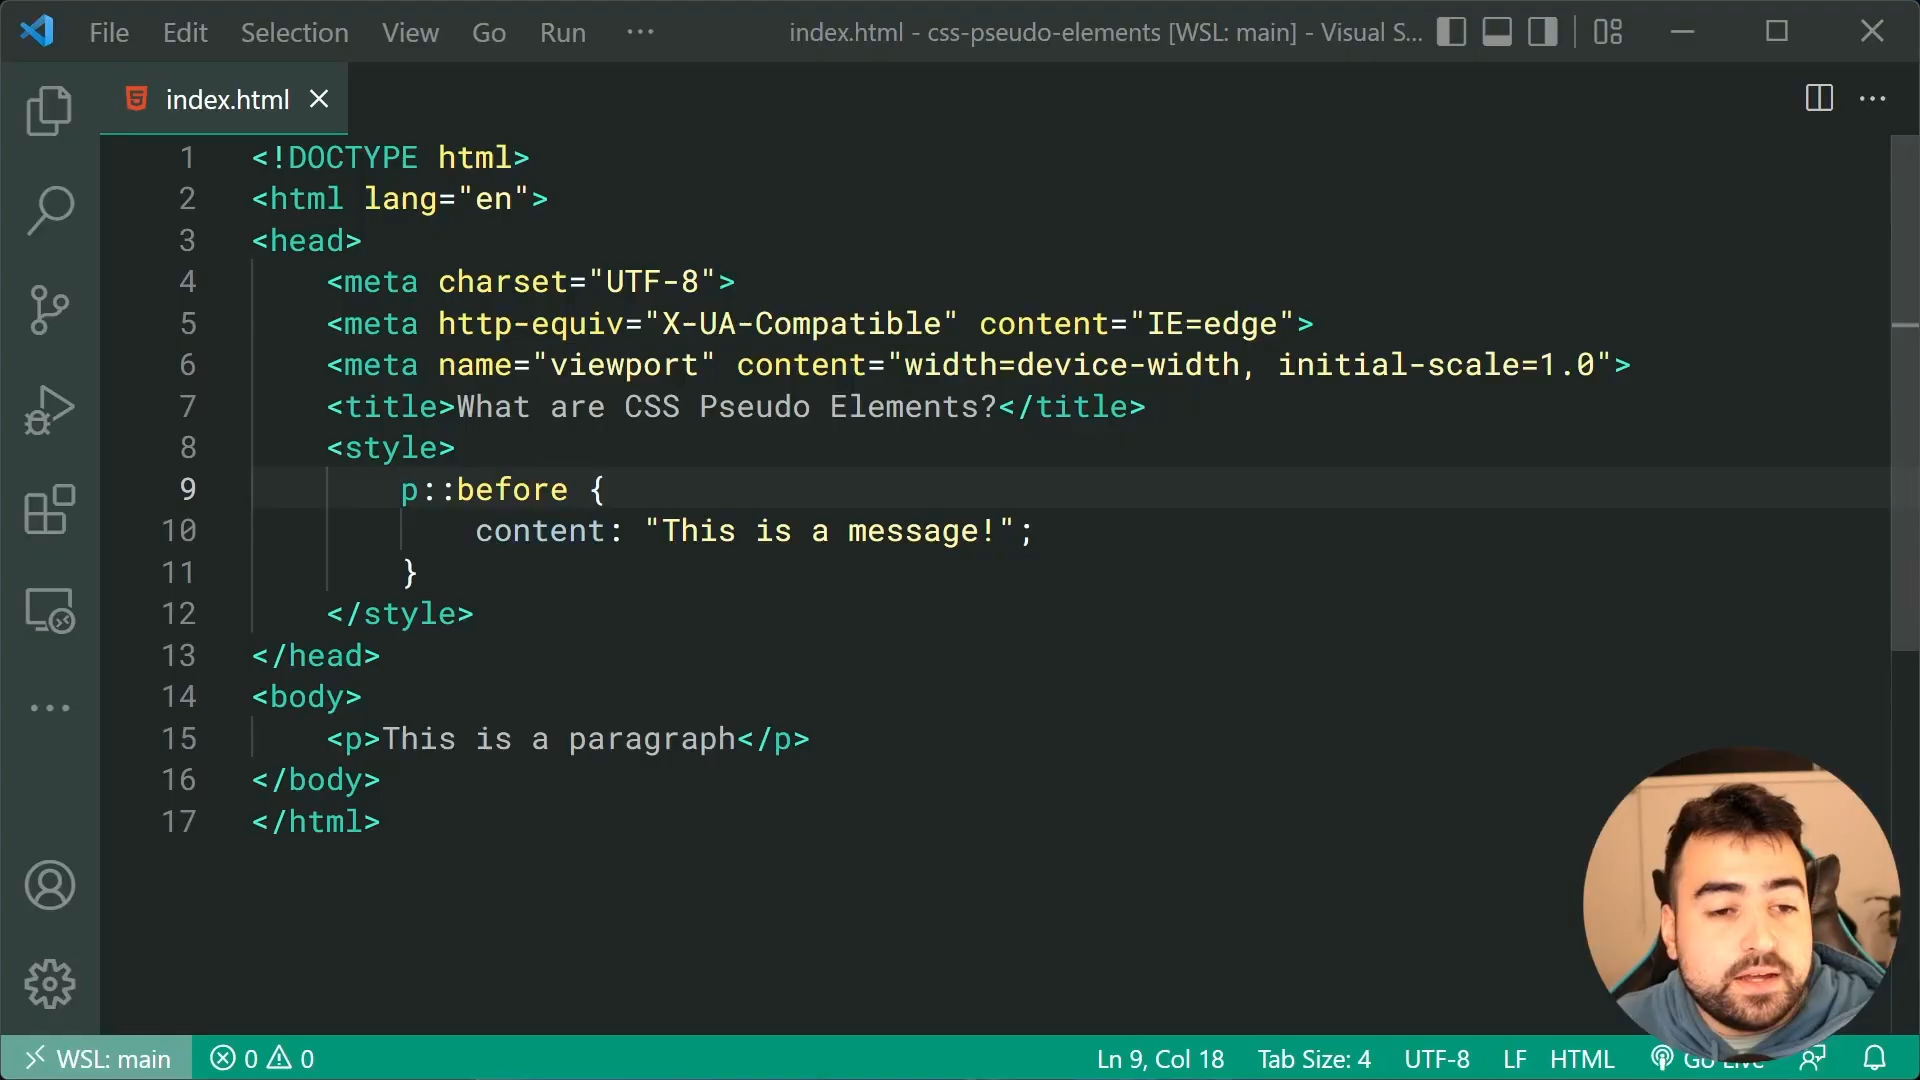 File Edit Selection View Go Run ··· index.html - css-pseudo-elements [WSL: main] - Visual S...
index.html
1 <!DOCTYPE html>
2 <html lang="en">
3 <head>
4 <meta charset="UTF-8">
5 <meta http-equiv="X-UA-Compatible" content="IE=edge">
6 <meta name="viewport" content="width=device-width, initial-scale=1.0">
7 <title>What are CSS Pseudo Elements?</title>
8 <style>
9 p::before {
10 content: "This is a message!";
11 }
12 </style>
13 </head>
14 <body>
15 <p>This is a paragraph</p>
16 </body>
17 </html>
WSL: main 0 0 Ln 9, Col 18 Tab Size: 4 UTF-8 LF HTML Go Live